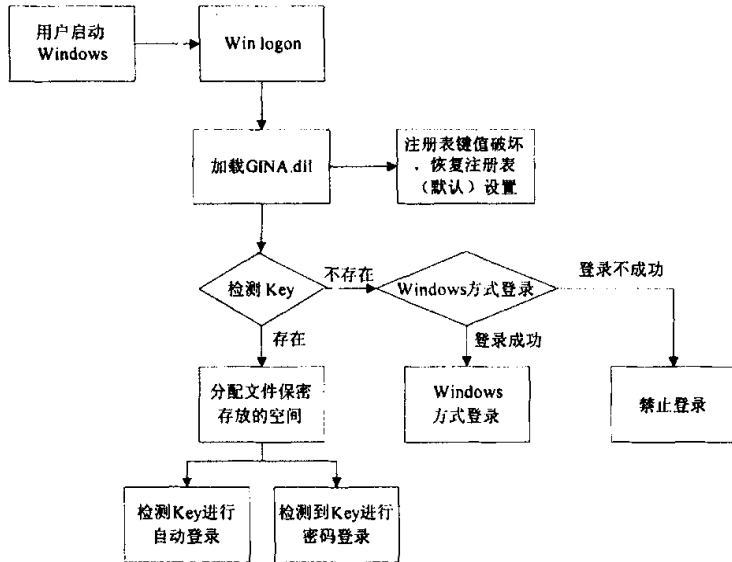 用户启动
Windows
Win logon
加载GINA.dll
注册表键值破坏
，恢复注册表
（默认）设置
检测 Key
不存在
Windows方式登录
登录不成功
存在
登录成功
分配文件保密
存放的空间
Windows
方式登录
禁止登录
检测Key进行
自动登录
检测到Key进行
密码登录